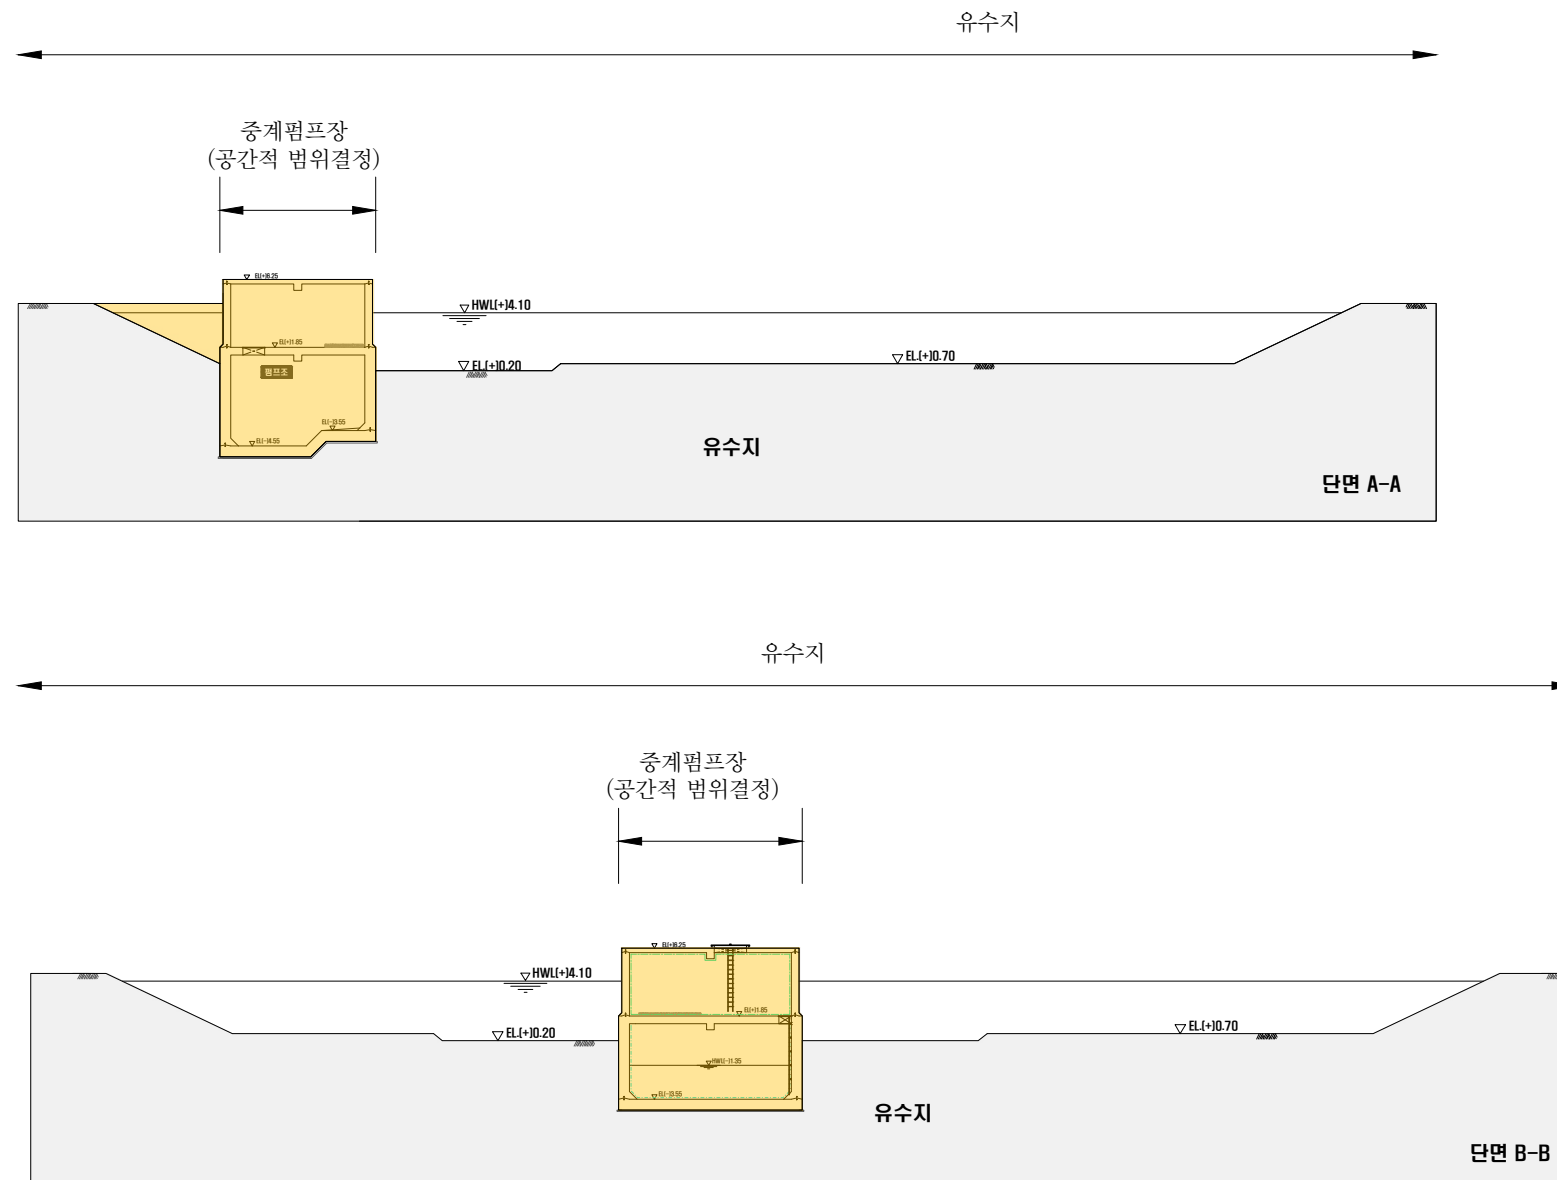 유수지
중계펌프장
(공간적 범위결정)
EL(+)6.25
HWL(+)4.10
EL(+)1.85
EL.(+)0.20
EL.(+)0.70
펌프조
EL(-)3.55
EL(-)4.55
유수지
단면 A-A
유수지
중계펌프장
(공간적 범위결정)
EL(+)6.25
HWL(+)4.10
EL(+)1.85
EL.(+)0.20
EL.(+)0.70
HWL(-)1.35
EL(-)3.55
유수지
단면 B-B